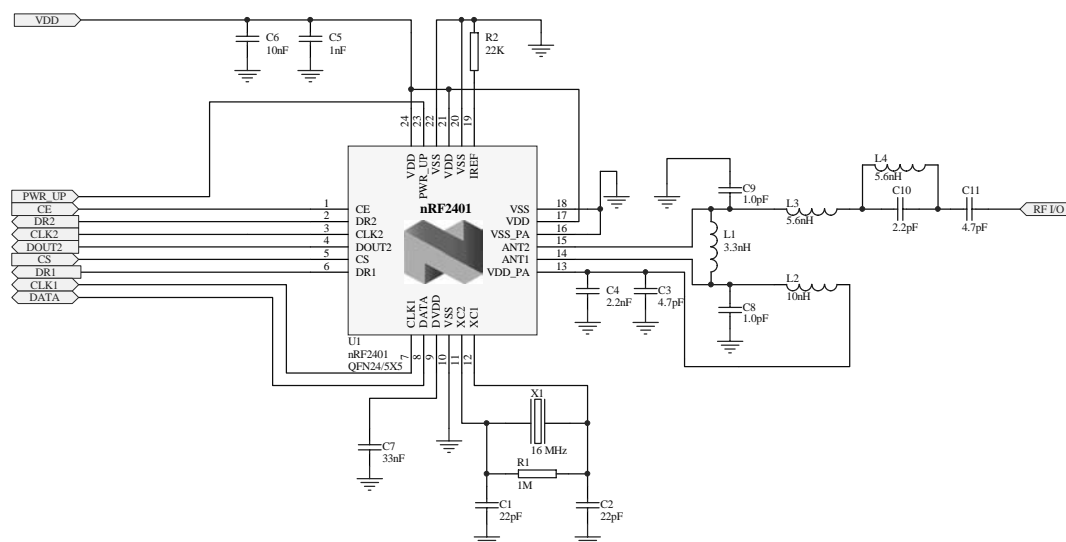 VDD
C6
10nF
C5
1nF
R2
22K
24
23
22
21
20
19
VDD
PWR_UP
VSS
VDD
VSS
IREF
nRF2401
PWR_UP
CE
DR2
CLK2
DOUT2
CS
DR1
CLK1
DATA
1
2
3
4
5
6
CE
DR2
CLK2
DOUT2
CS
DR1
VSS
VDD
VSS_PA
ANT2
ANT1
VDD_PA
18
17
16
15
14
13
CLK1
DATA
DVDD
VSS
XC2
XC1
U1
nRF2401
QFN24/5X5
7
8
9
10
11
12
C9
1.0pF
L3
5.6nH
L4
5.6nH
C10
2.2pF
C11
4.7pF
RF I/O
L1
3.3nH
L2
10nH
C4
2.2nF
C3
4.7pF
C8
1.0pF
C7
33nF
X1
16 MHz
R1
1M
C1
22pF
C2
22pF